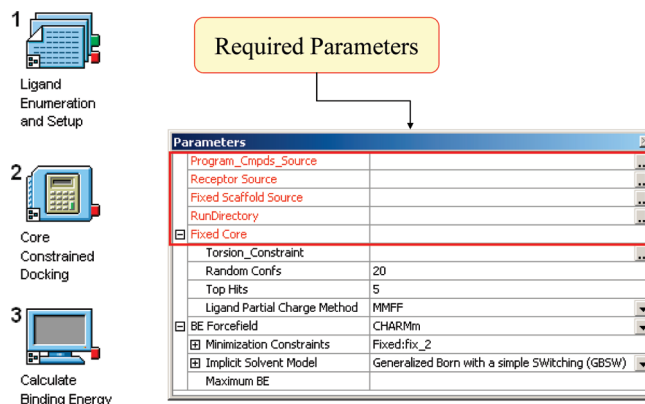 1
Ligand
Enumeration
and Setup
2
Core
Constrained
Docking
3
Calculate
Binding Energy
Required Parameters
Parameters
Program_Cmpds_Source
Receptor Source
Fixed Scaffold Source
RunDirectory
Fixed Core
Torsion_Constraint
Random Confs 20
Top Hits 5
Ligand Partial Charge Method MMFF
BE Forcefield CHARMm
Minimization Constraints Fixed:fix_2
Implicit Solvent Model Generalized Born with a simple SWitching (GBSW)
Maximum BE